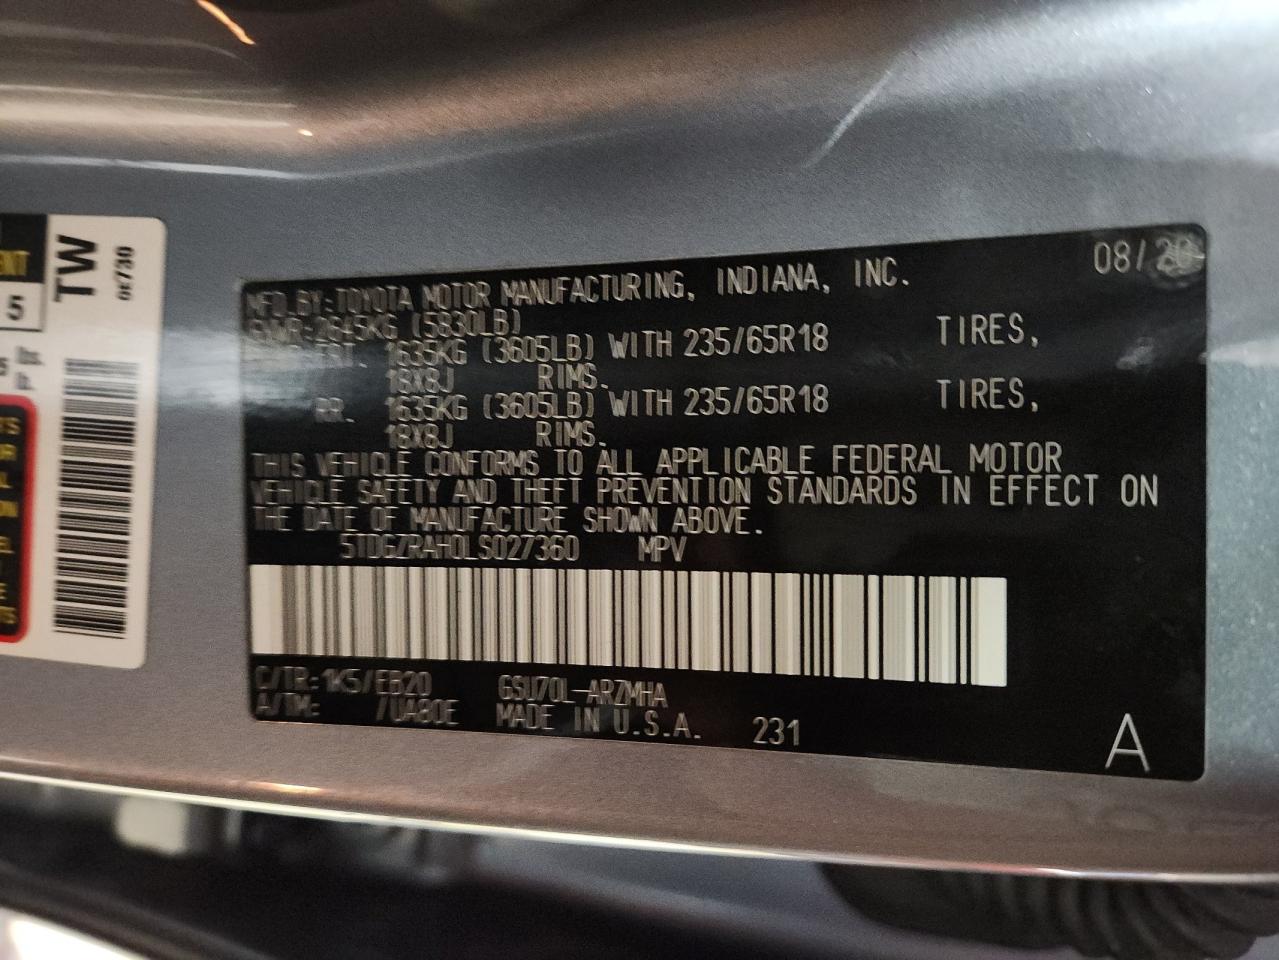 08/20
MFD.BY:TOYOTA MOTOR MANUFACTURING, INDIANA, INC.
GVWR:2645KG (5830LB)
FRT. 1635KG (3605LB) WITH 235/65R18 TIRES,
18X8J RIMS.
RR. 1635KG (3605LB) WITH 235/65R18 TIRES,
18X8J RIMS.
THIS VEHICLE CONFORMS TO ALL APPLICABLE FEDERAL MOTOR
VEHICLE SAFETY AND THEFT PREVENTION STANDARDS IN EFFECT ON
THE DATE OF MANUFACTURE SHOWN ABOVE.
5TDGZRAH0LS027360 MPV
C/TR:1K5/EB20 GSU70L-ARZMHA
A/TM: /UA80E MADE IN U.S.A. 231
A
TW
OE730
5
lbs.